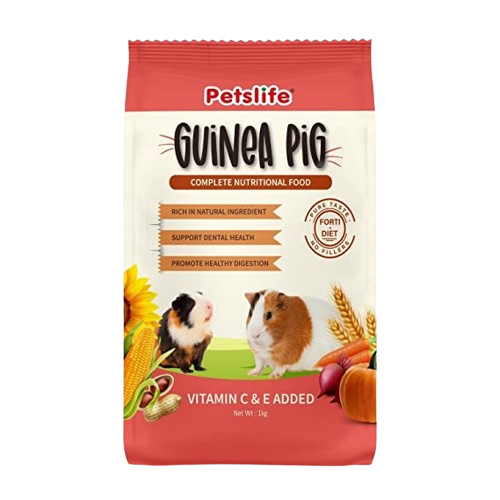 Petslife®
GUINEA PIG
COMPLETE NUTRITIONAL FOOD
RICH IN NATURAL INGREDIENT
SUPPORT DENTAL HEALTH
PROMOTE HEALTHY DIGESTION
PURE TASTE
FORTI
DIET
NO FILLERS
VITAMIN C & E ADDED
Net Wt : 1kg